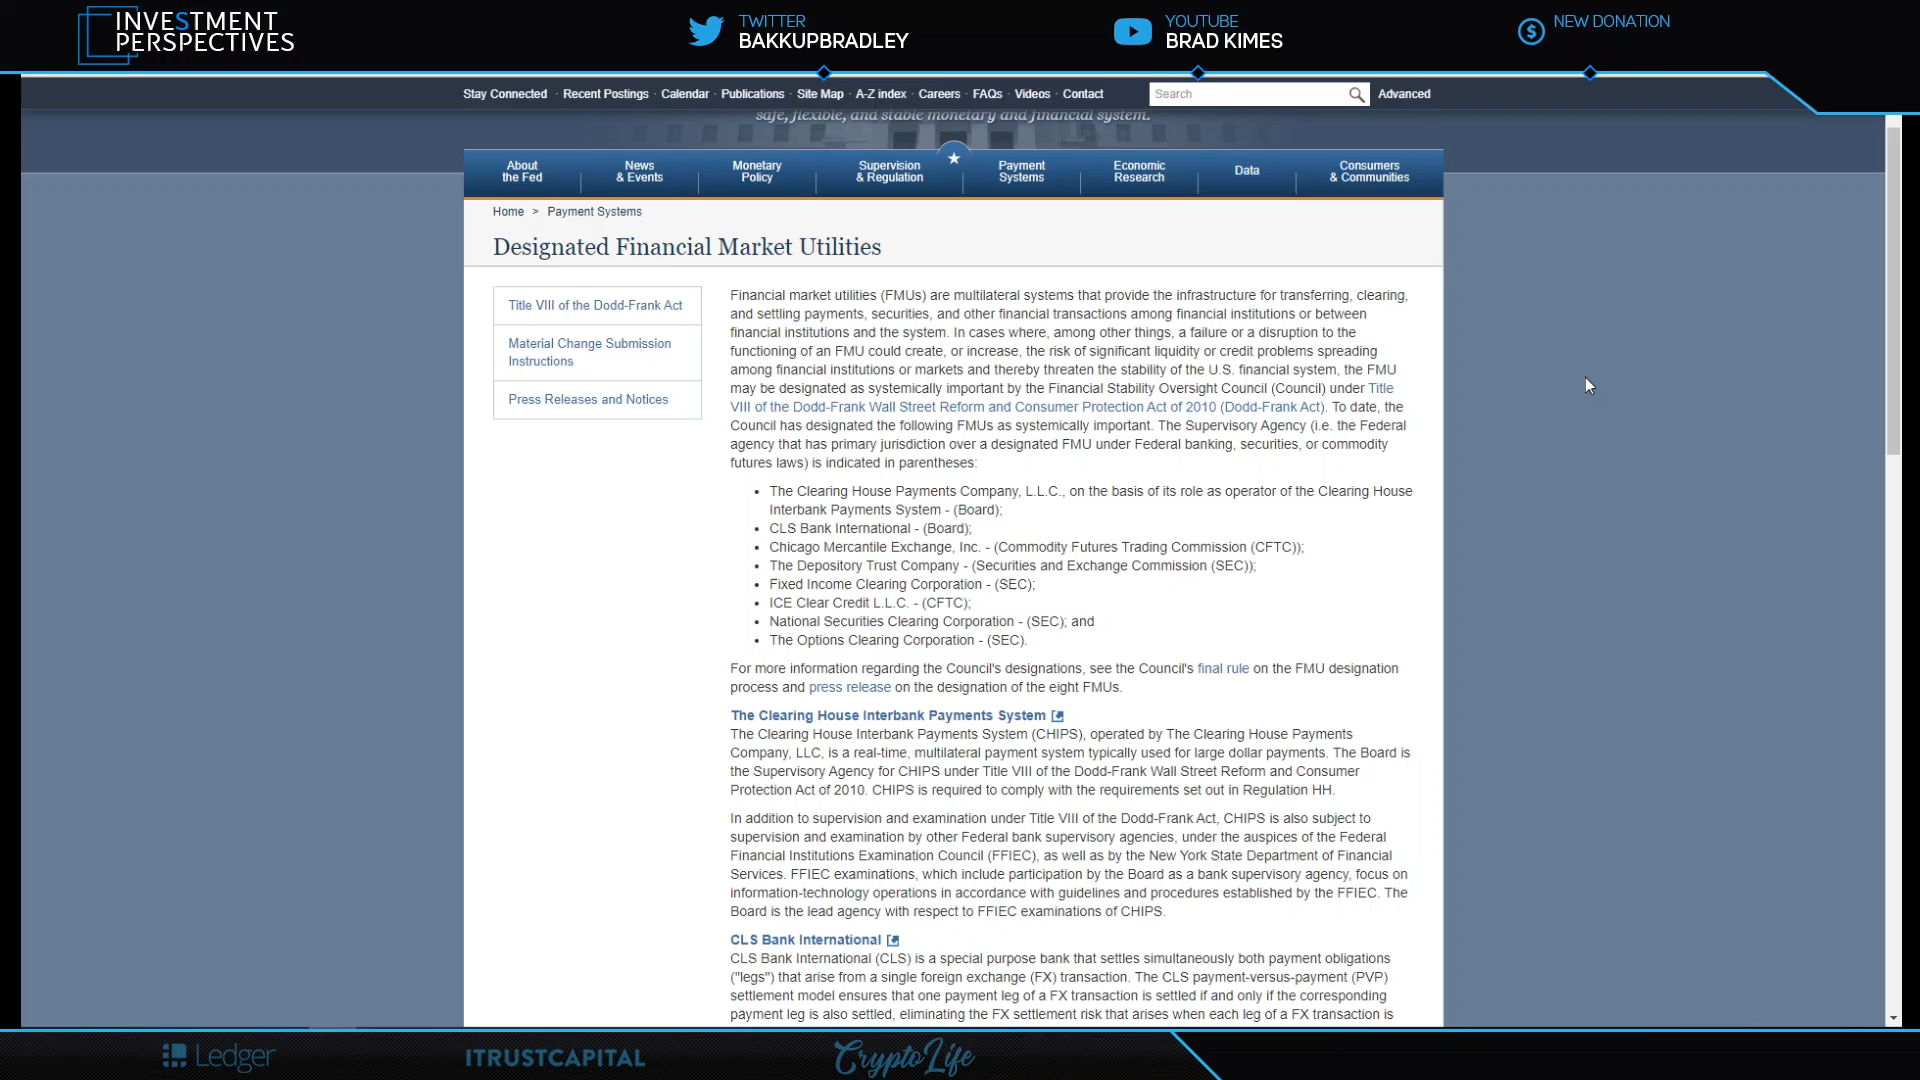 INVESTMENT
PERSPECTIVES
TWITTER
BAKKUPBRADLEY
YOUTUBE
BRAD KIMES
NEW DONATION
Stay Connected · Recent Postings · Calendar · Publications · Site Map · A-Z index · Careers · FAQs · Videos · Contact
Search
Advanced
safe, flexible, and stable monetary and financial system.
About
the Fed
News
& Events
Monetary
Policy
Supervision
& Regulation
Payment
Systems
Economic
Research
Data
Consumers
& Communities
Home > Payment Systems
Designated Financial Market Utilities
Title VIII of the Dodd-Frank Act
Material Change Submission
Instructions
Press Releases and Notices
Financial market utilities (FMUs) are multilateral systems that provide the infrastructure for transferring, clearing,
and settling payments, securities, and other financial transactions among financial institutions or between
financial institutions and the system. In cases where, among other things, a failure or a disruption to the
functioning of an FMU could create, or increase, the risk of significant liquidity or credit problems spreading
among financial institutions or markets and thereby threaten the stability of the U.S. financial system, the FMU
may be designated as systemically important by the Financial Stability Oversight Council (Council) under Title
VIII of the Dodd-Frank Wall Street Reform and Consumer Protection Act of 2010 (Dodd-Frank Act). To date, the
Council has designated the following FMUs as systemically important. The Supervisory Agency (i.e. the Federal
agency that has primary jurisdiction over a designated FMU under Federal banking, securities, or commodity
futures laws) is indicated in parentheses:
• The Clearing House Payments Company, L.L.C., on the basis of its role as operator of the Clearing House
Interbank Payments System - (Board);
• CLS Bank International - (Board);
• Chicago Mercantile Exchange, Inc. - (Commodity Futures Trading Commission (CFTC));
• The Depository Trust Company - (Securities and Exchange Commission (SEC));
• Fixed Income Clearing Corporation - (SEC);
• ICE Clear Credit L.L.C. - (CFTC);
• National Securities Clearing Corporation - (SEC); and
• The Options Clearing Corporation - (SEC).
For more information regarding the Council's designations, see the Council's final rule on the FMU designation
process and press release on the designation of the eight FMUs.
The Clearing House Interbank Payments System
The Clearing House Interbank Payments System (CHIPS), operated by The Clearing House Payments
Company, LLC, is a real-time, multilateral payment system typically used for large dollar payments. The Board is
the Supervisory Agency for CHIPS under Title VIII of the Dodd-Frank Wall Street Reform and Consumer
Protection Act of 2010. CHIPS is required to comply with the requirements set out in Regulation HH.
In addition to supervision and examination under Title VIII of the Dodd-Frank Act, CHIPS is also subject to
supervision and examination by other Federal bank supervisory agencies, under the auspices of the Federal
Financial Institutions Examination Council (FFIEC), as well as by the New York State Department of Financial
Services. FFIEC examinations, which include participation by the Board as a bank supervisory agency, focus on
information-technology operations in accordance with guidelines and procedures established by the FFIEC. The
Board is the lead agency with respect to FFIEC examinations of CHIPS.
CLS Bank International
CLS Bank International (CLS) is a special purpose bank that settles simultaneously both payment obligations
("legs") that arise from a single foreign exchange (FX) transaction. The CLS payment-versus-payment (PVP)
settlement model ensures that one payment leg of a FX transaction is settled if and only if the corresponding
payment leg is also settled, eliminating the FX settlement risk that arises when each leg of a FX transaction is
Ledger
ITRUSTCAPITAL
CryptoLife